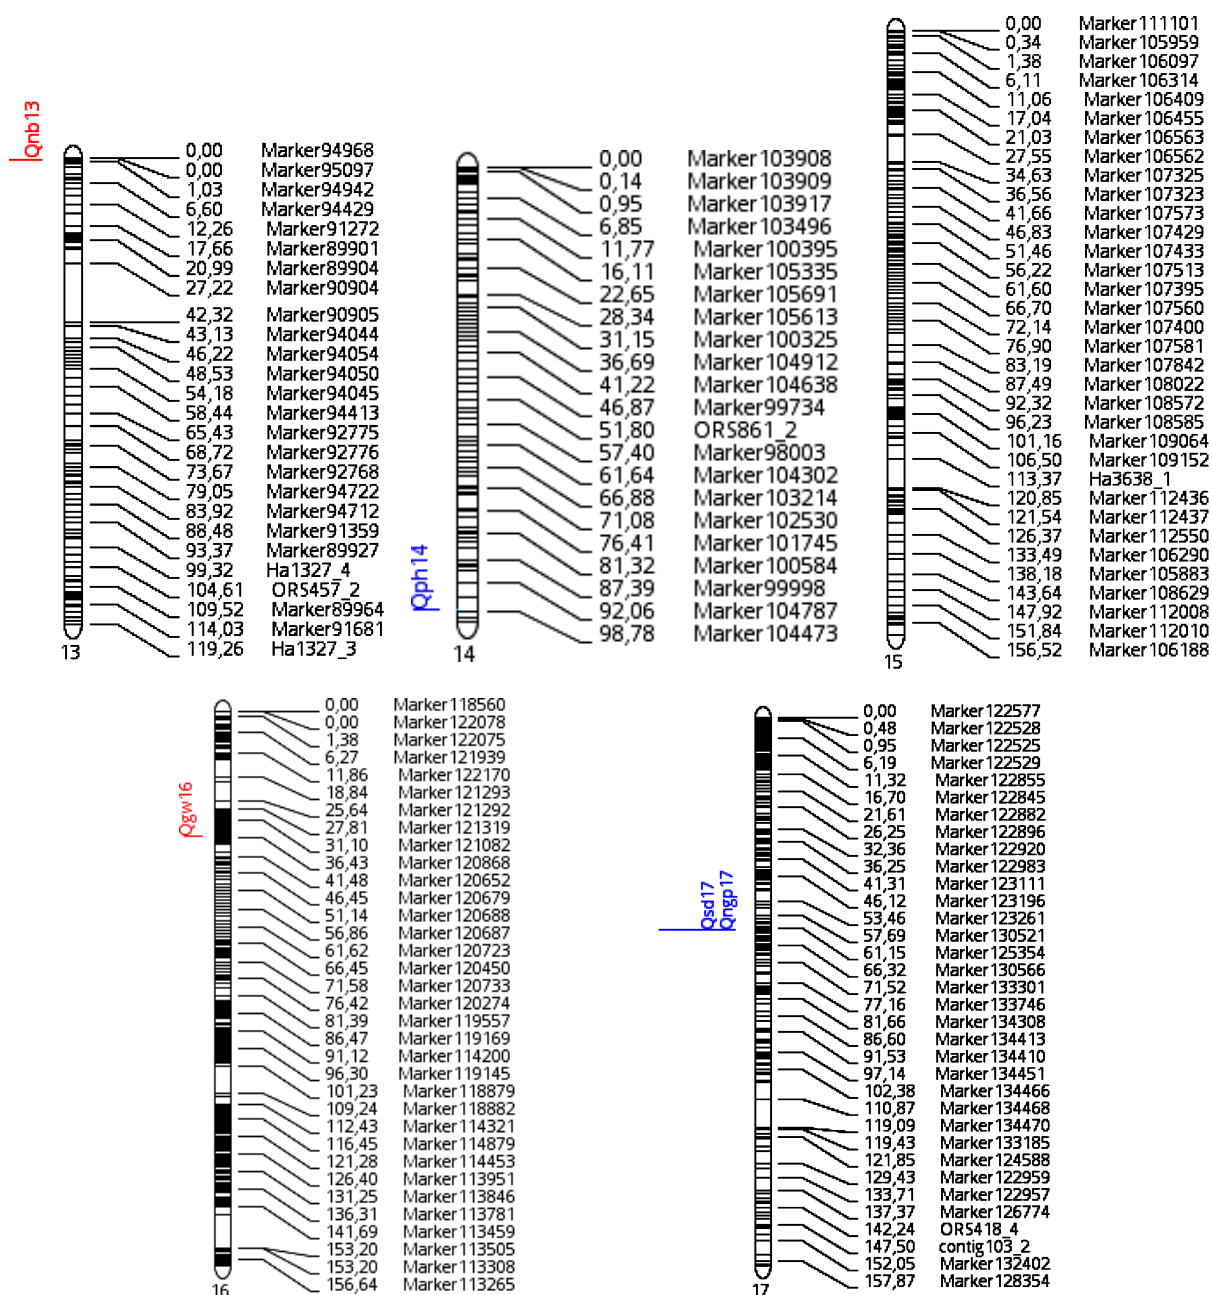 Qnb13
0,00 Marker94968
0,00 Marker95097
1,03 Marker94942
6,60 Marker94429
12,26 Marker91272
17,66 Marker89901
20,99 Marker89904
27,22 Marker90904
42,32 Marker90905
43,13 Marker94044
46,22 Marker94054
48,53 Marker94050
54,18 Marker94045
58,44 Marker94413
65,43 Marker92775
68,72 Marker92776
73,67 Marker92768
79,05 Marker94722
83,92 Marker94712
88,48 Marker91359
93,37 Marker89927
99,32 Ha1327_4
104,61 ORS457_2
109,52 Marker89964
114,03 Marker91681
119,26 Ha1327_3
13
Qph14
0,00 Marker103908
0,14 Marker103909
0,95 Marker103917
6,85 Marker103496
11,77 Marker100395
16,11 Marker105335
22,65 Marker105691
28,34 Marker105613
31,15 Marker100325
36,69 Marker104912
41,22 Marker104638
46,87 Marker99734
51,80 ORS861_2
57,40 Marker98003
61,64 Marker104302
66,88 Marker103214
71,08 Marker102530
76,41 Marker101745
81,32 Marker100584
87,39 Marker99998
92,06 Marker104787
98,78 Marker104473
14
0,00 Marker111101
0,34 Marker105959
1,38 Marker106097
6,11 Marker106314
11,06 Marker106409
17,04 Marker106455
21,03 Marker106563
27,55 Marker106562
34,63 Marker107325
36,56 Marker107323
41,66 Marker107573
46,83 Marker107429
51,46 Marker107433
56,22 Marker107513
61,60 Marker107395
66,70 Marker107560
72,14 Marker107400
76,90 Marker107581
83,19 Marker107842
87,49 Marker108022
92,32 Marker108572
96,23 Marker108585
101,16 Marker109064
106,50 Marker109152
113,37 Ha3638_1
120,85 Marker112436
121,54 Marker112437
126,37 Marker112550
133,49 Marker106290
138,18 Marker105883
143,64 Marker108629
147,92 Marker112008
151,84 Marker112010
156,52 Marker106188
15
Qgw16
0,00 Marker118560
0,00 Marker122078
1,38 Marker122075
6,27 Marker121939
11,86 Marker122170
18,84 Marker121293
25,64 Marker121292
27,81 Marker121319
31,10 Marker121082
36,43 Marker120868
41,48 Marker120652
46,45 Marker120679
51,14 Marker120688
56,86 Marker120687
61,62 Marker120723
66,45 Marker120450
71,58 Marker120733
76,42 Marker120274
81,39 Marker119557
86,47 Marker119169
91,12 Marker114200
96,30 Marker119145
101,23 Marker118879
109,24 Marker118882
112,43 Marker114321
116,45 Marker114879
121,28 Marker114453
126,40 Marker113951
131,25 Marker113846
136,31 Marker113781
141,69 Marker113459
153,20 Marker113505
153,20 Marker113308
156,64 Marker113265
16
Qsd17
Qngp17
0,00 Marker122577
0,48 Marker122528
0,95 Marker122525
6,19 Marker122529
11,32 Marker122855
16,70 Marker122845
21,61 Marker122882
26,25 Marker122896
32,36 Marker122920
36,25 Marker122983
41,31 Marker123111
46,12 Marker123196
53,46 Marker123261
57,69 Marker130521
61,15 Marker125354
66,32 Marker130566
71,52 Marker133301
77,16 Marker133746
81,66 Marker134308
86,60 Marker134413
91,53 Marker134410
97,14 Marker134451
102,38 Marker134466
110,87 Marker134468
119,09 Marker134470
119,43 Marker133185
121,85 Marker124588
129,43 Marker122959
133,71 Marker122957
137,37 Marker126774
142,24 ORS418_4
147,50 contig103_2
152,05 Marker132402
157,87 Marker128354
17